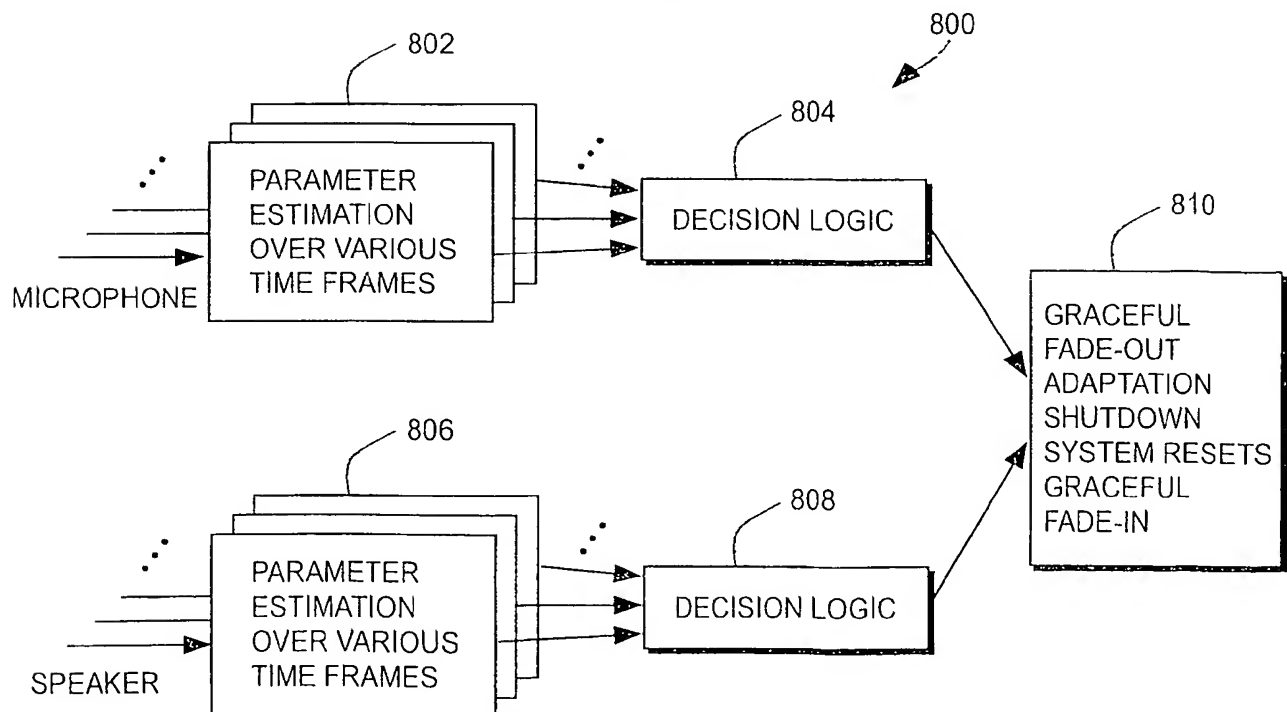 802
800
804
PARAMETER
ESTIMATION
OVER VARIOUS
TIME FRAMES
MICROPHONE
DECISION LOGIC
810
GRACEFUL
FADE-OUT
ADAPTATION
SHUTDOWN
SYSTEM RESETS
GRACEFUL
FADE-IN
806
808
PARAMETER
ESTIMATION
OVER VARIOUS
TIME FRAMES
SPEAKER
DECISION LOGIC